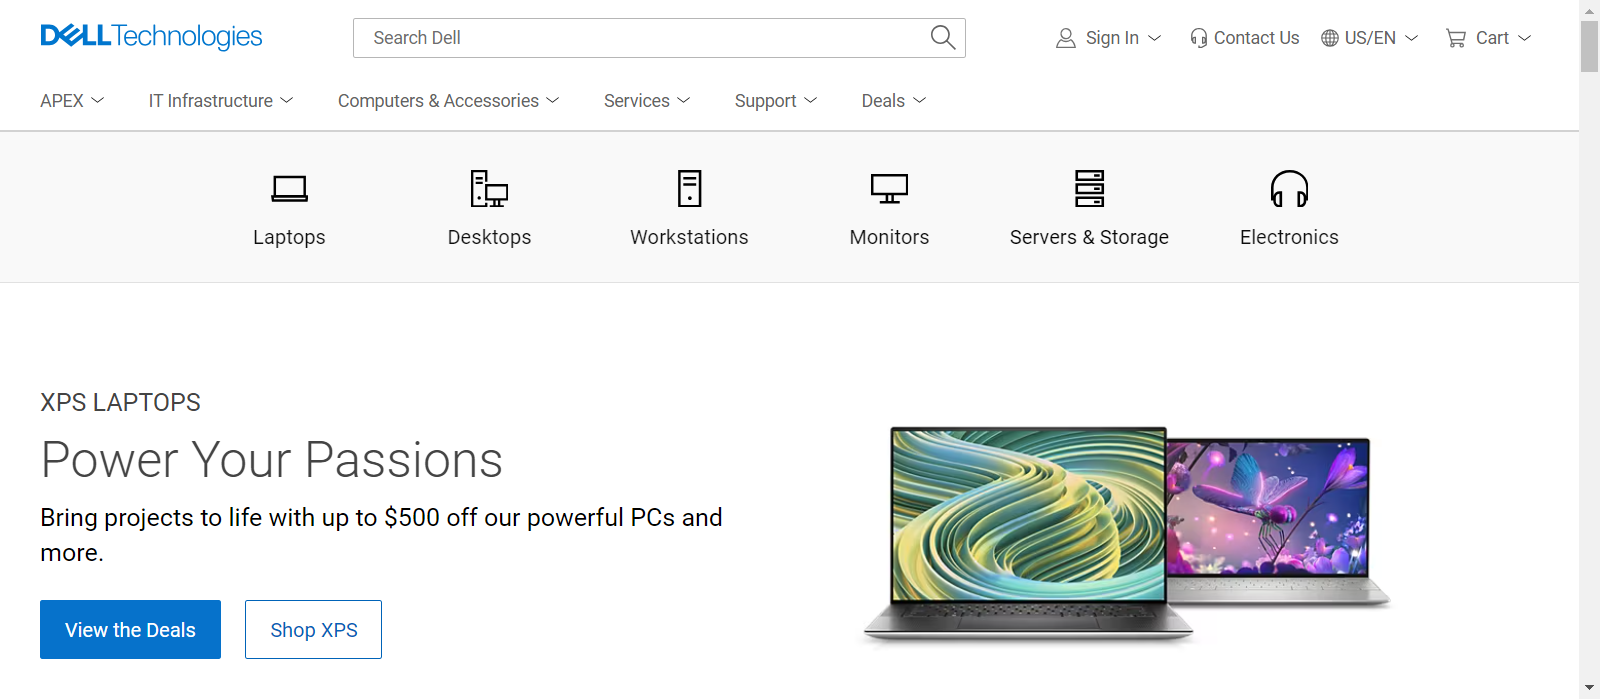 DELLTechnologies
Search Dell
Sign In
Contact Us
US/EN
Cart
APEX
IT Infrastructure
Computers & Accessories
Services
Support
Deals
Laptops
Desktops
Workstations
Monitors
Servers & Storage
Electronics
XPS LAPTOPS
Power Your Passions
Bring projects to life with up to $500 off our powerful PCs and
more.
View the Deals
Shop XPS